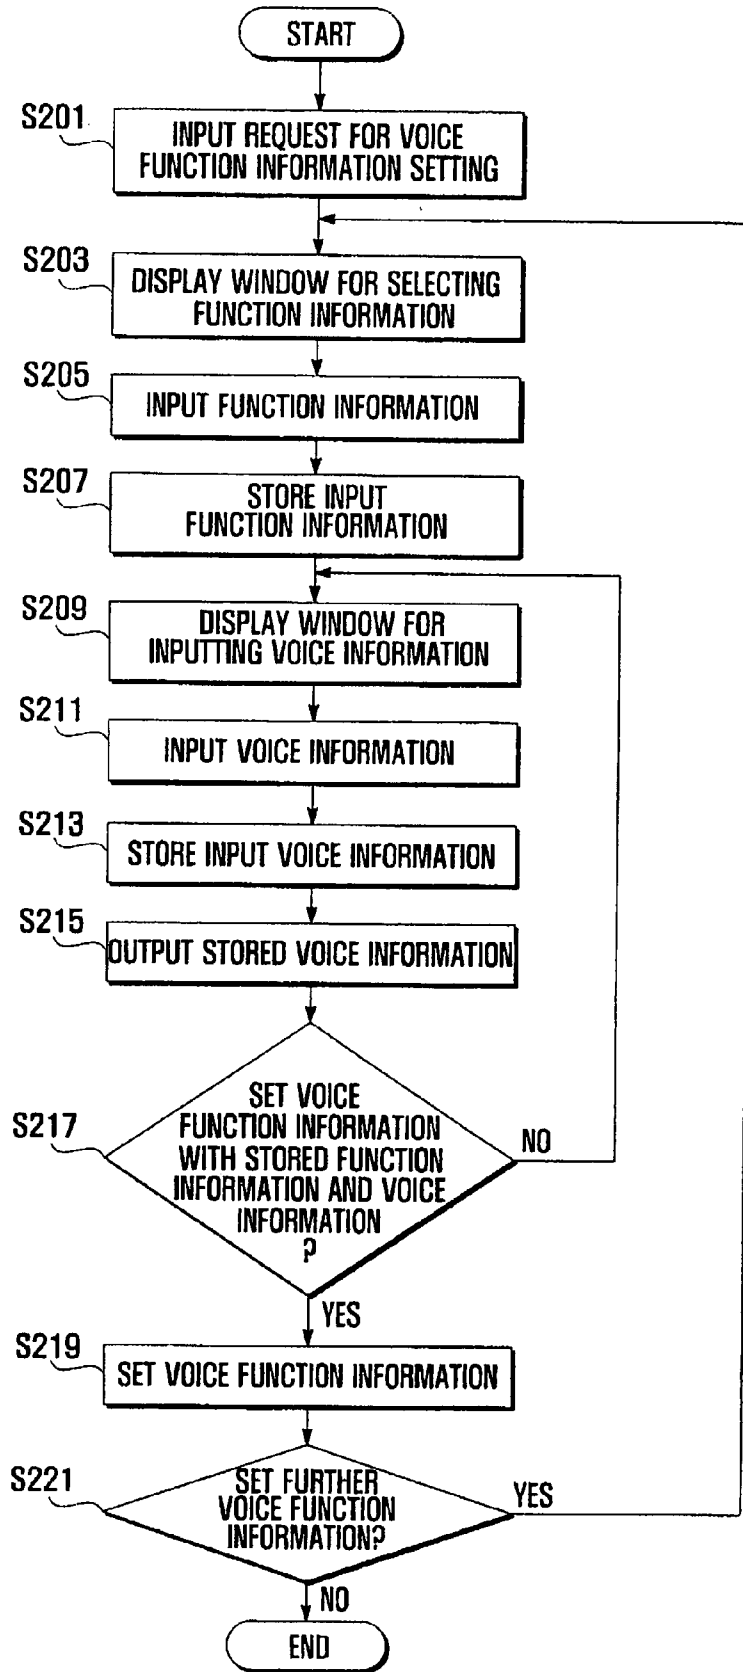 START
S201
INPUT REQUEST FOR VOICE
FUNCTION INFORMATION SETTING
S203
DISPLAY WINDOW FOR SELECTING
FUNCTION INFORMATION
S205
INPUT FUNCTION INFORMATION
S207
STORE INPUT
FUNCTION INFORMATION
S209
DISPLAY WINDOW FOR
INPUTTING VOICE INFORMATION
S211
INPUT VOICE INFORMATION
S213
STORE INPUT VOICE INFORMATION
S215
OUTPUT STORED VOICE INFORMATION
S217
SET VOICE
FUNCTION INFORMATION
WITH STORED FUNCTION
INFORMATION AND VOICE
INFORMATION
?
NO
YES
S219
SET VOICE FUNCTION INFORMATION
S221
SET FURTHER
VOICE FUNCTION
INFORMATION?
YES
NO
END